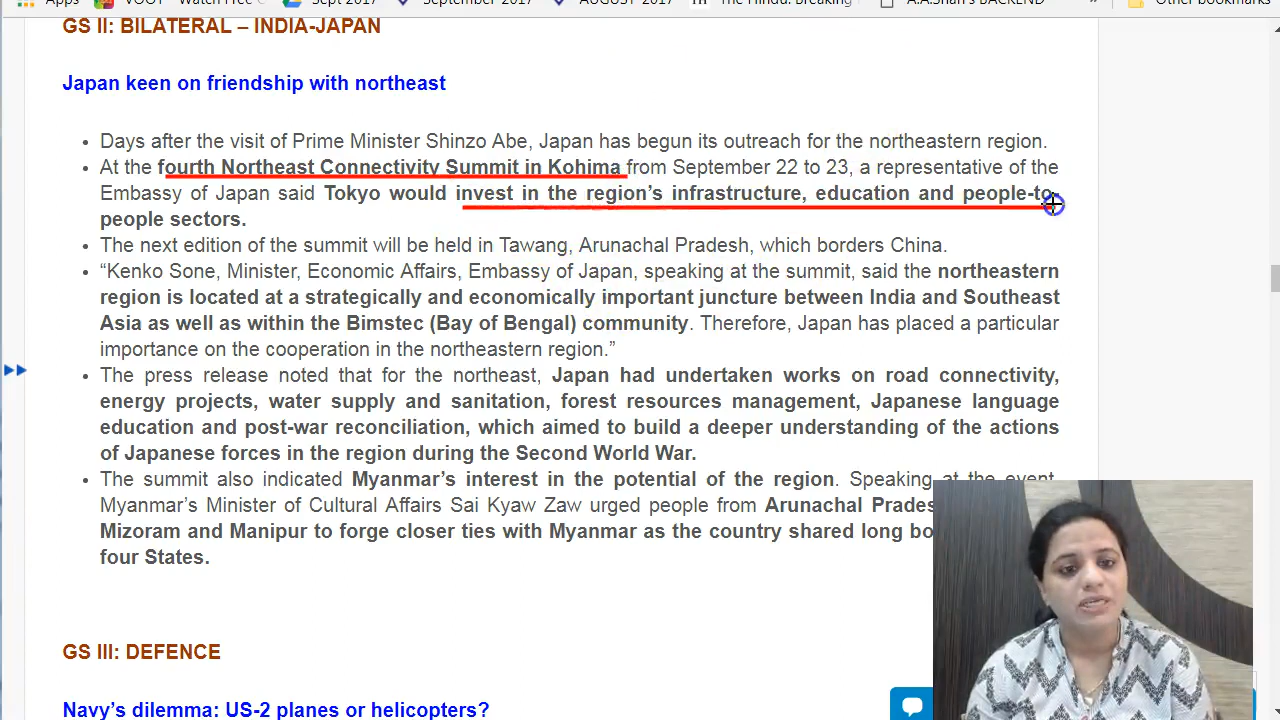 Apps VOOT - Watch Free Sept 2017 September 2017 AUGUST 2017 TH The Hindu: Breaking A.A.Shah's BACKEND » Other bookmarks
GS II: BILATERAL – INDIA-JAPAN
Japan keen on friendship with northeast
• Days after the visit of Prime Minister Shinzo Abe, Japan has begun its outreach for the northeastern region.
• At the fourth Northeast Connectivity Summit in Kohima from September 22 to 23, a representative of the
Embassy of Japan said Tokyo would invest in the region's infrastructure, education and people-to-
people sectors.
• The next edition of the summit will be held in Tawang, Arunachal Pradesh, which borders China.
• “Kenko Sone, Minister, Economic Affairs, Embassy of Japan, speaking at the summit, said the northeastern
region is located at a strategically and economically important juncture between India and Southeast
Asia as well as within the Bimstec (Bay of Bengal) community. Therefore, Japan has placed a particular
importance on the cooperation in the northeastern region.”
• The press release noted that for the northeast, Japan had undertaken works on road connectivity,
energy projects, water supply and sanitation, forest resources management, Japanese language
education and post-war reconciliation, which aimed to build a deeper understanding of the actions
of Japanese forces in the region during the Second World War.
• The summit also indicated Myanmar's interest in the potential of the region. Speaking at the event,
Myanmar's Minister of Cultural Affairs Sai Kyaw Zaw urged people from Arunachal Prades
Mizoram and Manipur to forge closer ties with Myanmar as the country shared long bo
four States.
GS III: DEFENCE
Navy's dilemma: US-2 planes or helicopters?